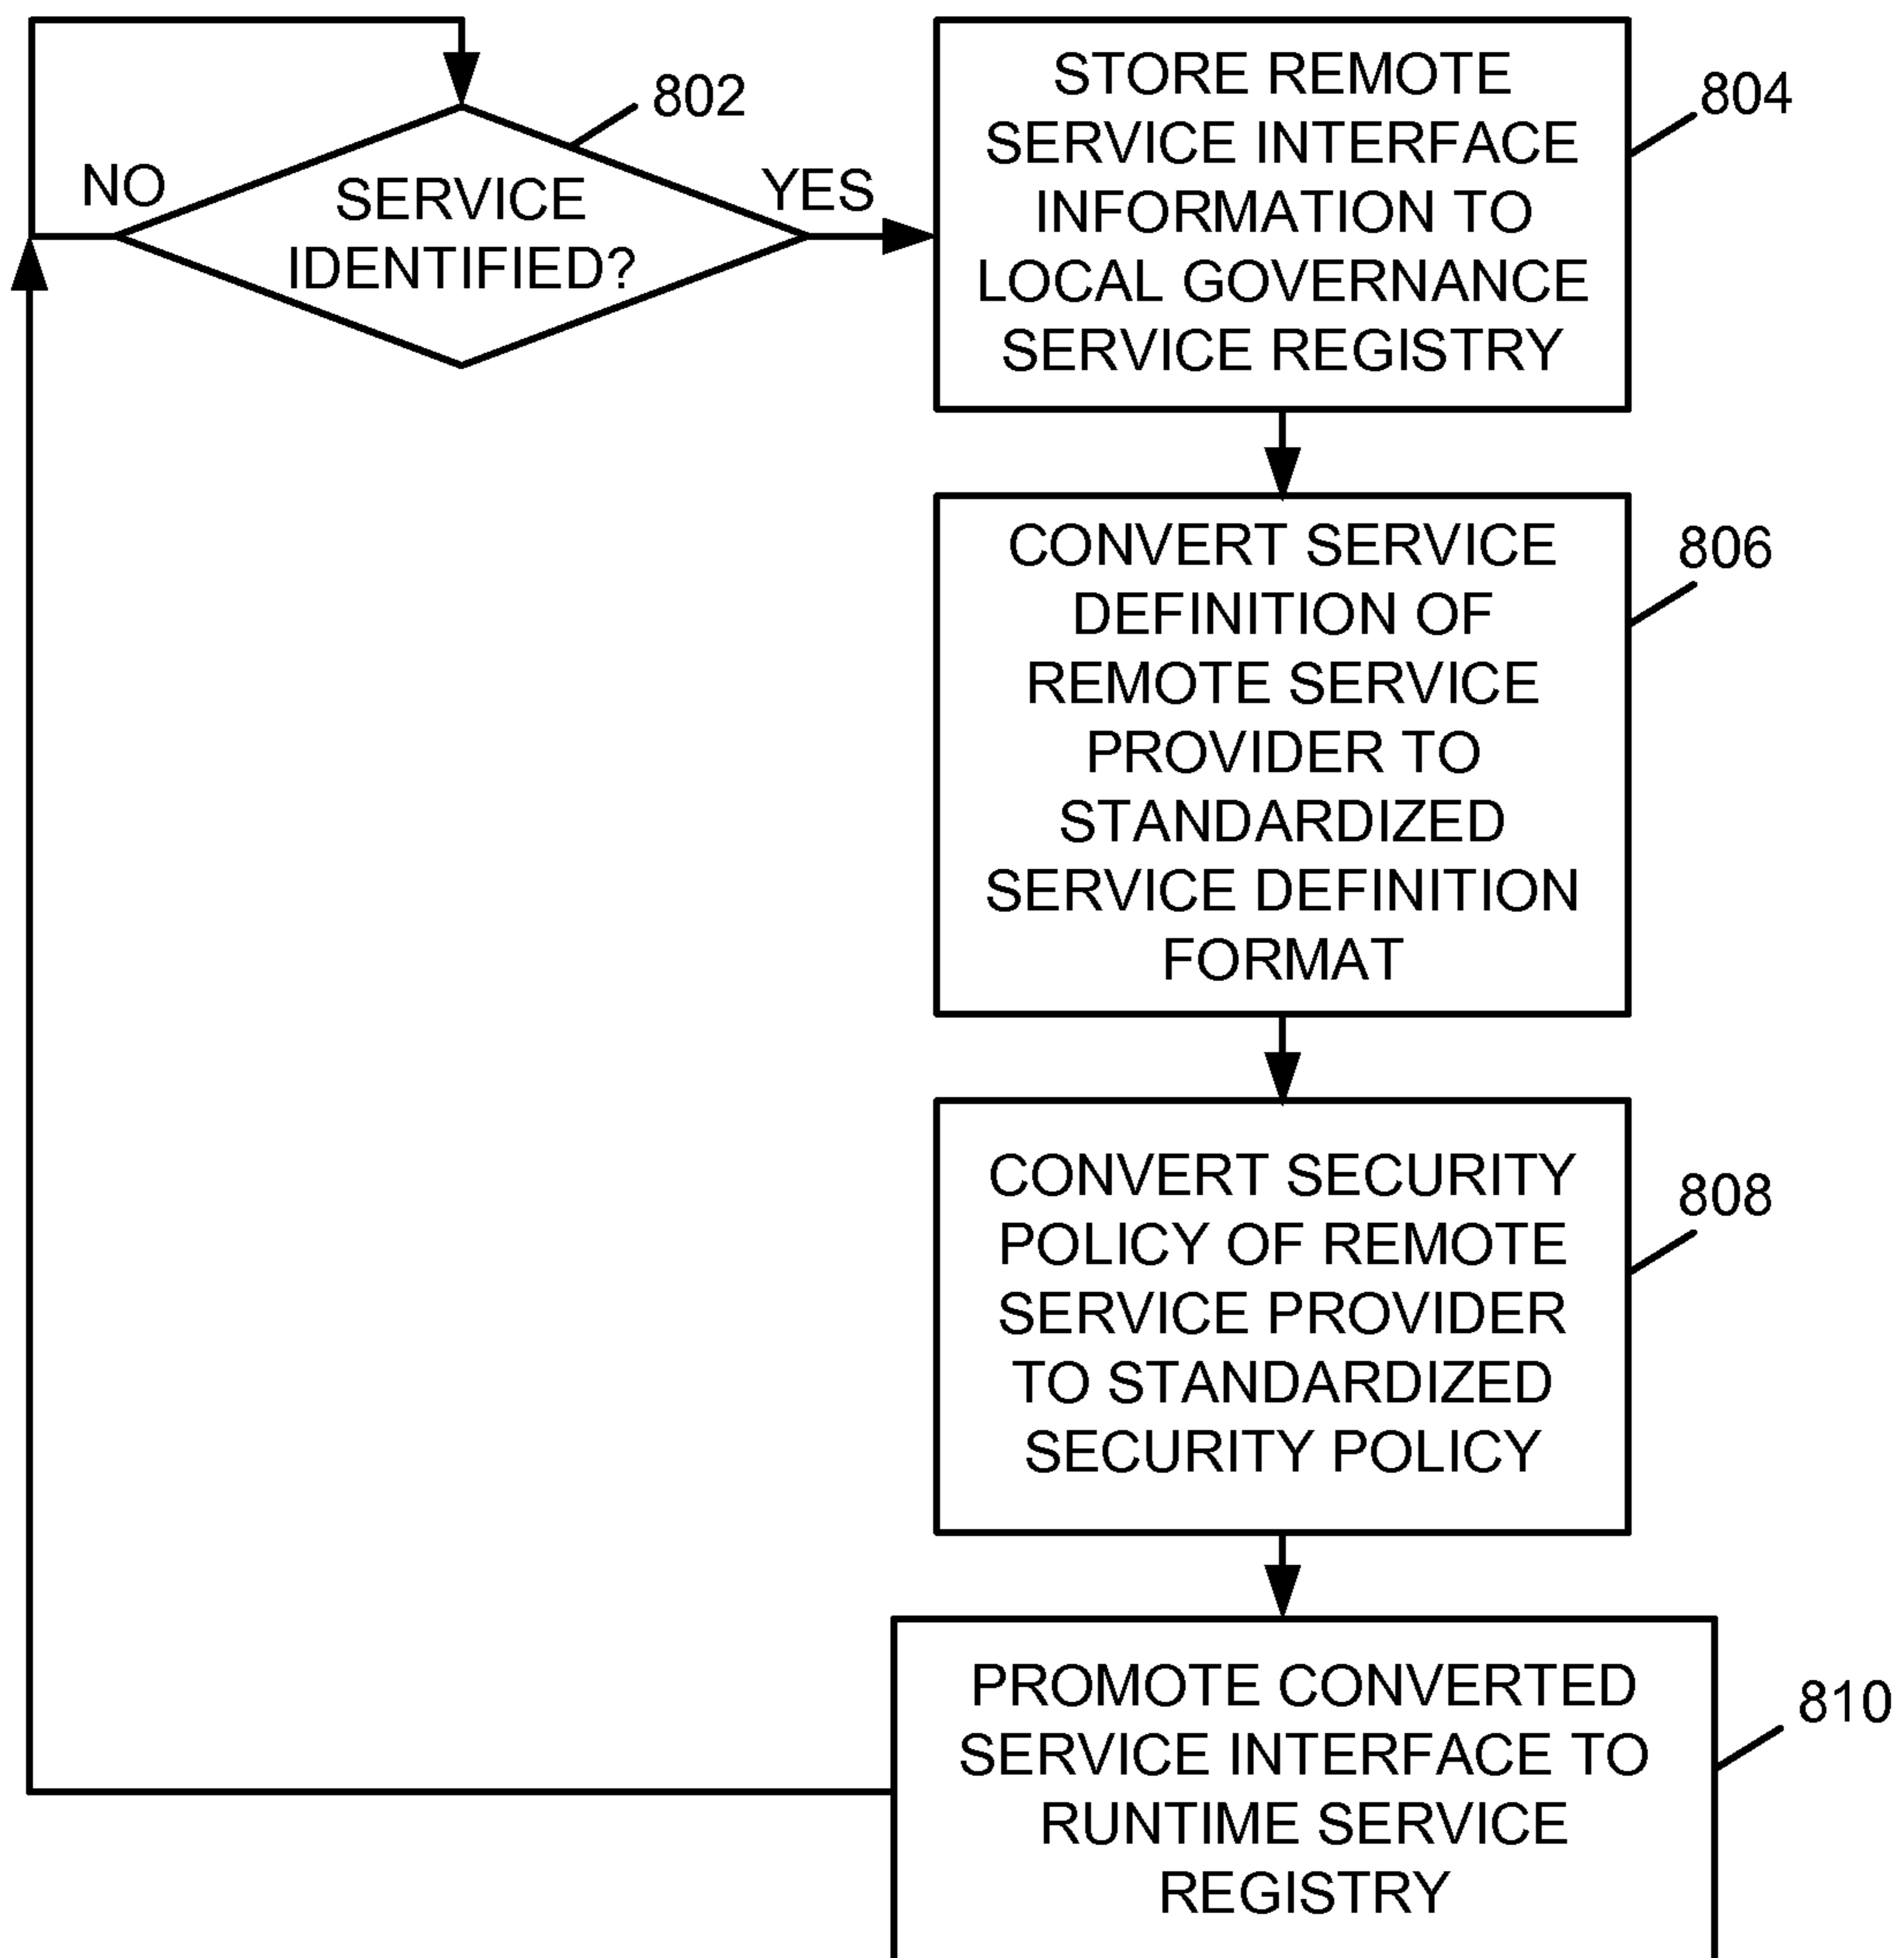 802
NO
SERVICE
IDENTIFIED?
YES
STORE REMOTE
SERVICE INTERFACE
INFORMATION TO
LOCAL GOVERNANCE
SERVICE REGISTRY
804
CONVERT SERVICE
DEFINITION OF
REMOTE SERVICE
PROVIDER TO
STANDARDIZED
SERVICE DEFINITION
FORMAT
806
CONVERT SECURITY
POLICY OF REMOTE
SERVICE PROVIDER
TO STANDARDIZED
SECURITY POLICY
808
PROMOTE CONVERTED
SERVICE INTERFACE TO
RUNTIME SERVICE
REGISTRY
810